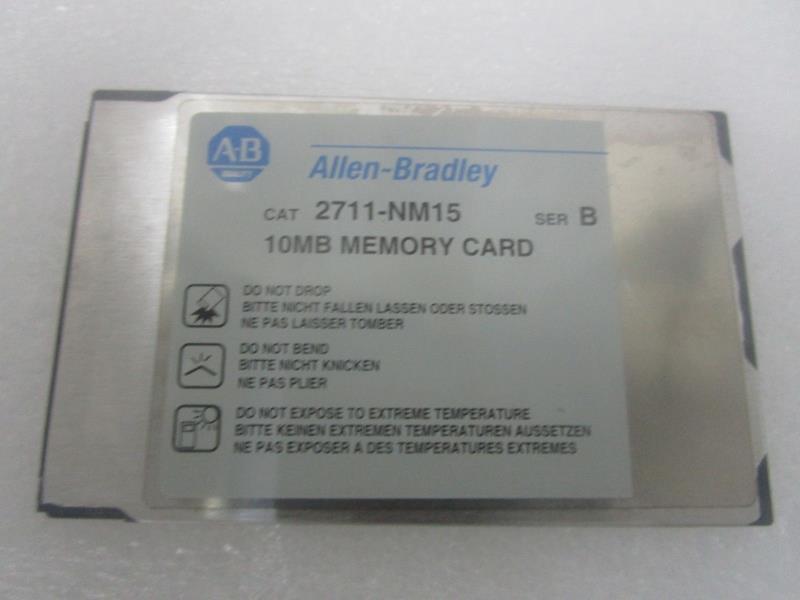 A-B
Allen-Bradley
CAT 2711-NM15 SER B
10MB MEMORY CARD
DO NOT DROP
BITTE NICHT FALLEN LASSEN ODER STOSSEN
NE PAS LAISSER TOMBER
DO NOT BEND
BITTE NICHT KNICKEN
NE PAS PLIER
DO NOT EXPOSE TO EXTREME TEMPERATURE
BITTE KEINEN EXTREMEN TEMPERATUREN AUSSETZEN
NE PAS EXPOSER A DES TEMPERATURES EXTREMES